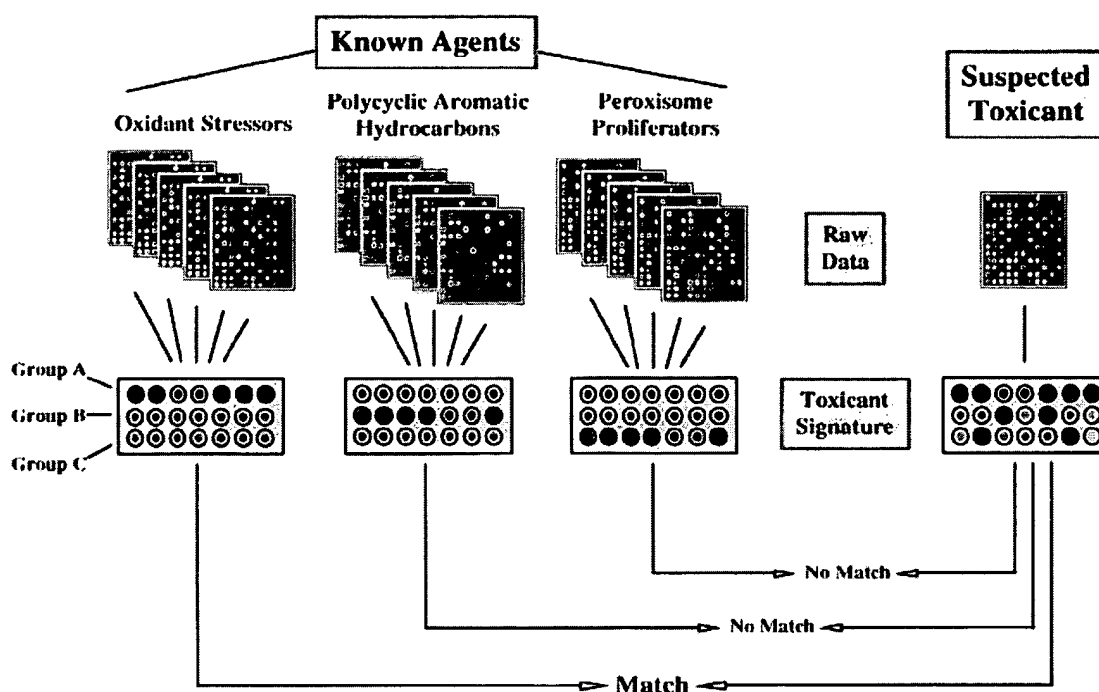 Known Agents
Suspected
Toxicant
Oxidant Stressors
Polycyclic Aromatic
Hydrocarbons
Peroxisome
Proliferators
Raw
Data
Group A
Group B
Group C
Toxicant
Signature
No Match
No Match
Match